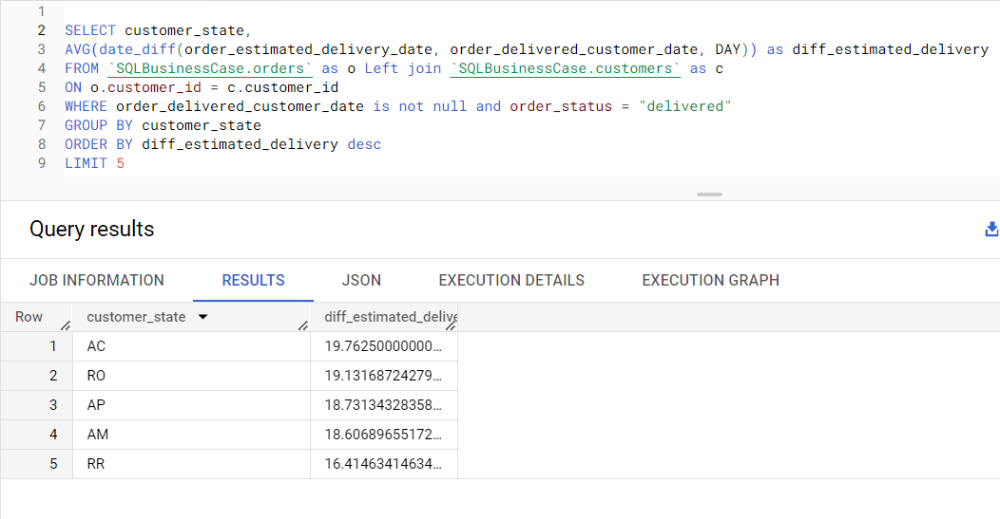 1
2 SELECT customer_state,
3 AVG(date_diff(order_estimated_delivery_date, order_delivered_customer_date, DAY)) as diff_estimated_delivery
4 FROM `SQLBusinessCase.orders` as o Left join `SQLBusinessCase.customers` as c
5 ON o.customer_id = c.customer_id
6 WHERE order_delivered_customer_date is not null and order_status = "delivered"
7 GROUP BY customer_state
8 ORDER BY diff_estimated_delivery desc
9 LIMIT 5
Query results
JOB INFORMATION RESULTS JSON EXECUTION DETAILS EXECUTION GRAPH
Row customer_state diff_estimated_delive
1 AC 19.76250000000...
2 RO 19.13168724279...
3 AP 18.73134328358...
4 AM 18.60689655172...
5 RR 16.41463414634...